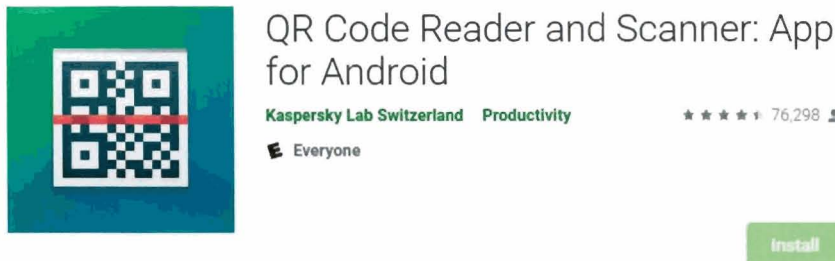 QR Code Reader and Scanner: App
for Android
Kaspersky Lab Switzerland Productivity 76,298
E Everyone
Install